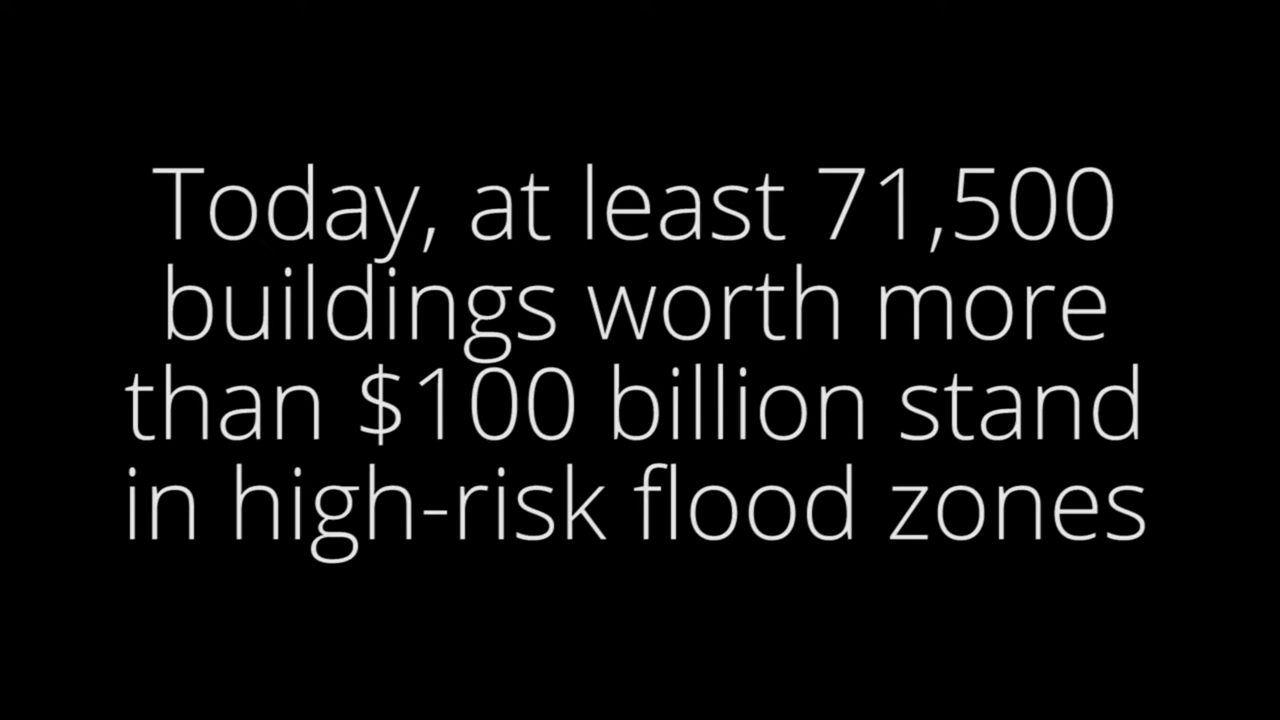 Today, at least 71,500
buildings worth more
than $100 billion stand
in high-risk flood zones